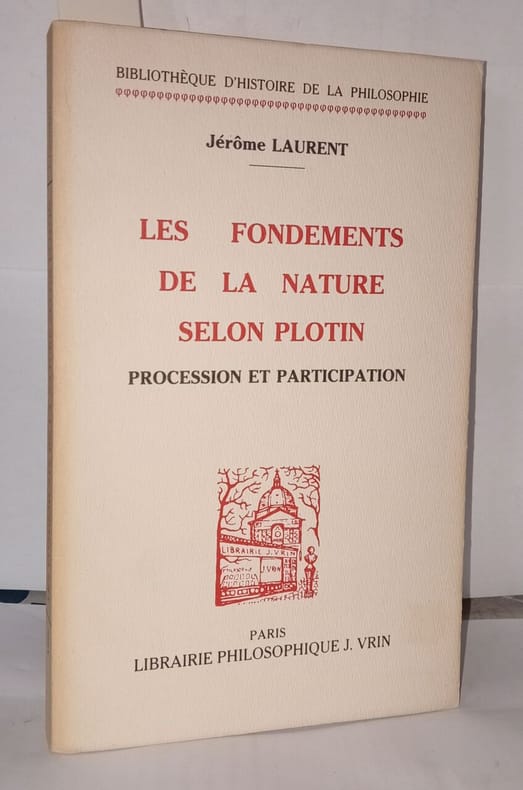 BIBLIOTHÈQUE D'HISTOIRE DE LA PHILOSOPHIE
Jérôme LAURENT
LES FONDEMENTS
DE LA NATURE
SELON PLOTIN
PROCESSION ET PARTICIPATION
LIBRAIRIE J. VRIN
J. VRIN
PARIS
LIBRAIRIE PHILOSOPHIQUE J. VRIN